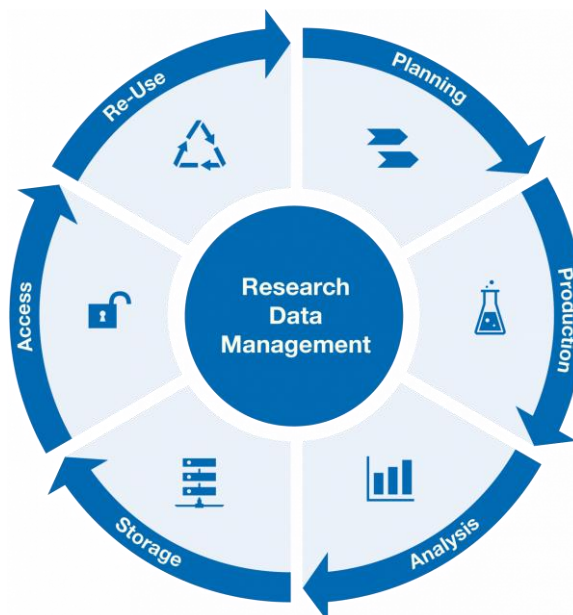 Research
Data
Management
Planning
Production
Analysis
Storage
Access
Re-Use